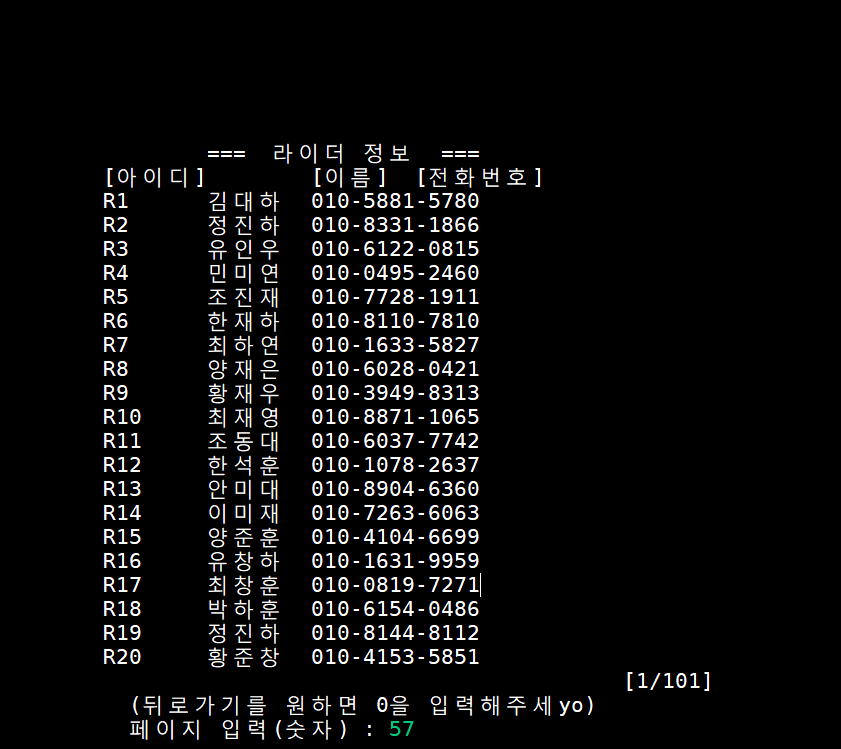 === 라이더 정보 ===
[아이디] [이름] [전화번호]
R1 김대하 010-5881-5780
R2 정진하 010-8331-1866
R3 유인우 010-6122-0815
R4 민미연 010-0495-2460
R5 조진재 010-7728-1911
R6 한재하 010-8110-7810
R7 최하연 010-1633-5827
R8 양재은 010-6028-0421
R9 황재우 010-3949-8313
R10 최재영 010-8871-1065
R11 조동대 010-6037-7742
R12 한석훈 010-1078-2637
R13 안미대 010-8904-6360
R14 이미재 010-7263-6063
R15 양준훈 010-4104-6699
R16 유창하 010-1631-9959
R17 최창훈 010-0819-7271
R18 박하훈 010-6154-0486
R19 정진하 010-8144-8112
R20 황준창 010-4153-5851
[1/101]
(뒤로가기를 원하면 0을 입력해주세yo)
페이지 입력(숫자) : 57